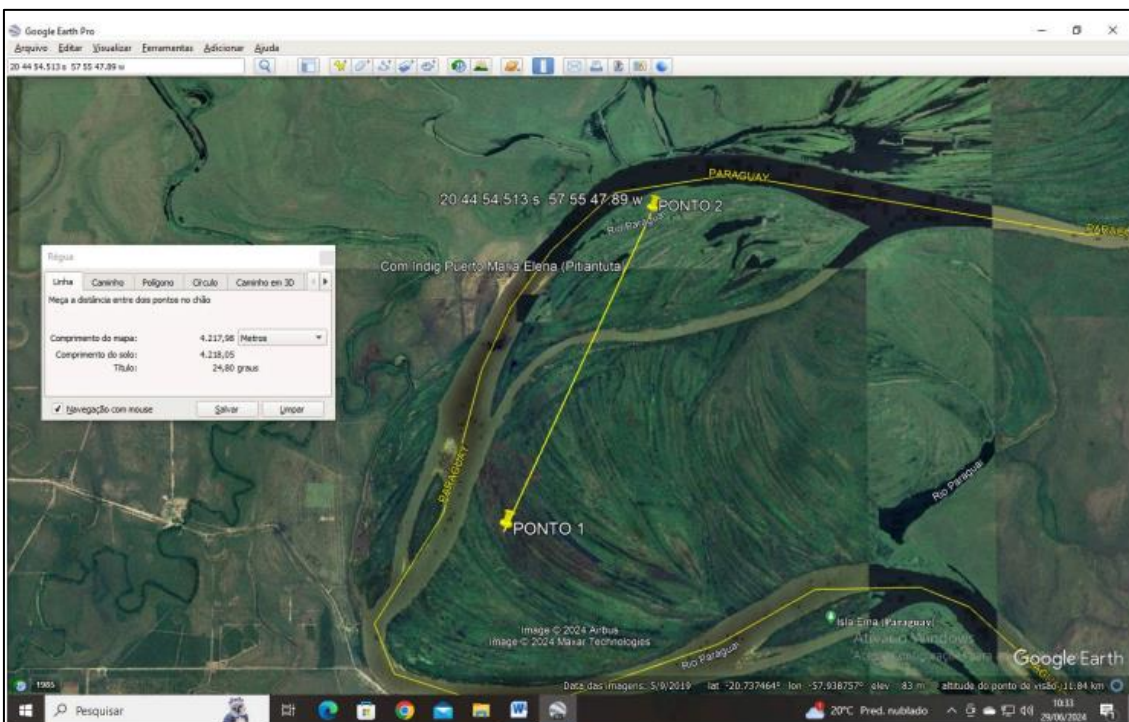 Google Earth Pro
Arquivo Editar Visualizar Ferramentas Adicionar Ajuda
20 44 54.513 s 57 55 47.89 w
PARAGUAY
20 44 54.513 s 57 55 47.89 w
PONTO 2
Rio Paraguai
Com Indig Puerto Maria Elena (Pitiantuta)
Régua
Linha Caminho Polígono Círculo Caminho em 3D
Meça a distância entre dois pontos no chão
Comprimento do mapa: 4.217,98 Metros
Comprimento do solo: 4.218,05
Título: 24,80 graus
Navegação com mouse Salvar Limpar
PARAGUAY
Rio Paraguai
PONTO 1
Image © 2024 Airbus
Image © 2024 Maxar Technologies
Isla Ema (Paraguay)
Rio Paraguai
Ativar o Windows
Google Earth
1985
Data das imagens: 5/9/2019 lat -20.737464° lon -57.938757° elev 83 m altitude do ponto de visão 11.84 km
Pesquisar
20°C Pred. nublado
10:33
29/06/2024